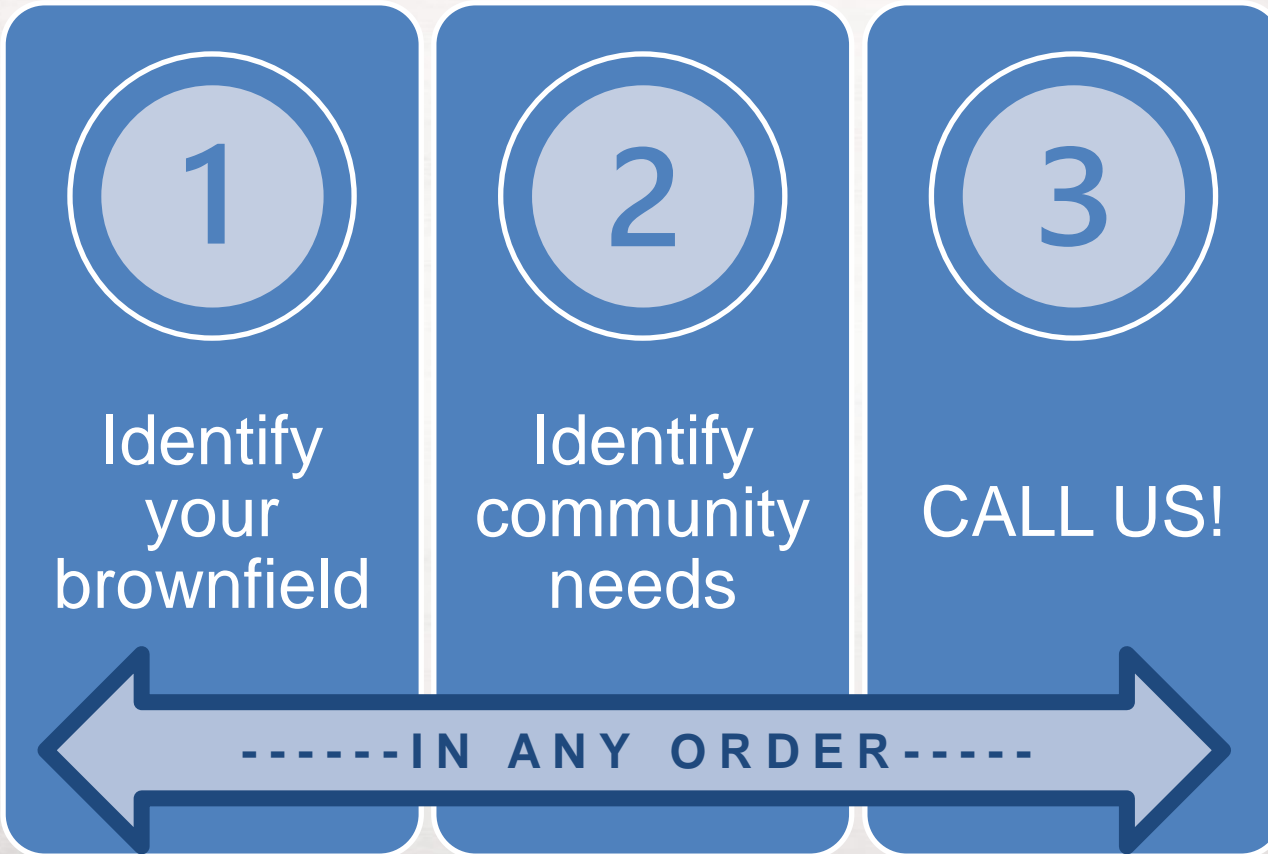 1
Identify
your
brownfield
2
Identify
community
needs
3
CALL US!
------IN ANY ORDER-----